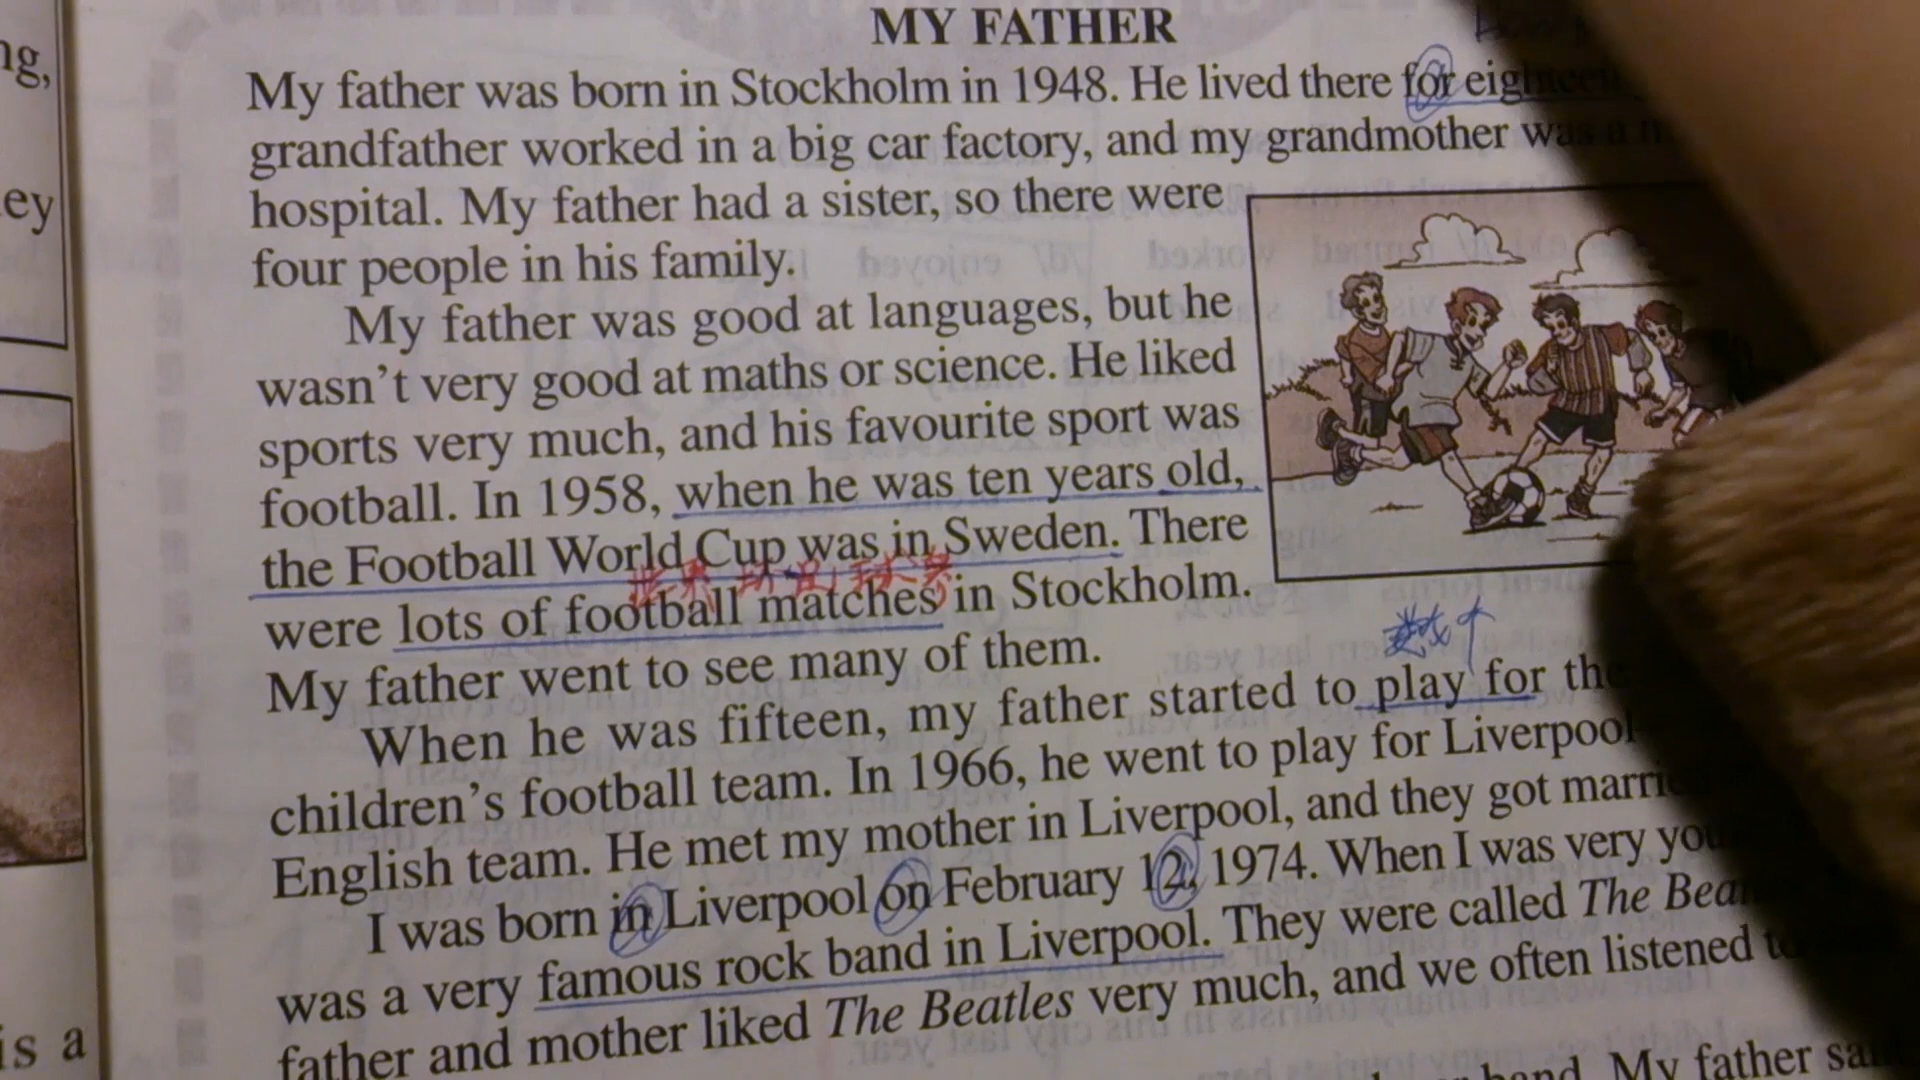 ng,
ey
is a
MY FATHER
My father was born in Stockholm in 1948. He lived there for eighteen
grandfather worked in a big car factory, and my grandmother was a
hospital. My father had a sister, so there were
four people in his family.
My father was good at languages, but he
wasn't very good at maths or science. He liked
sports very much, and his favourite sport was
football. In 1958, when he was ten years old,
the Football World Cup was in Sweden. There
were lots of football matches in Stockholm.
My father went to see many of them.
When he was fifteen, my father started to play for the
children's football team. In 1966, he went to play for Liverpool
English team. He met my mother in Liverpool, and they got
I was born in Liverpool on February 12, 1974. When I was very
was a very famous rock band in Liverpool. They were called The
father and mother liked The Beatles very much, and we often listened
band. My father